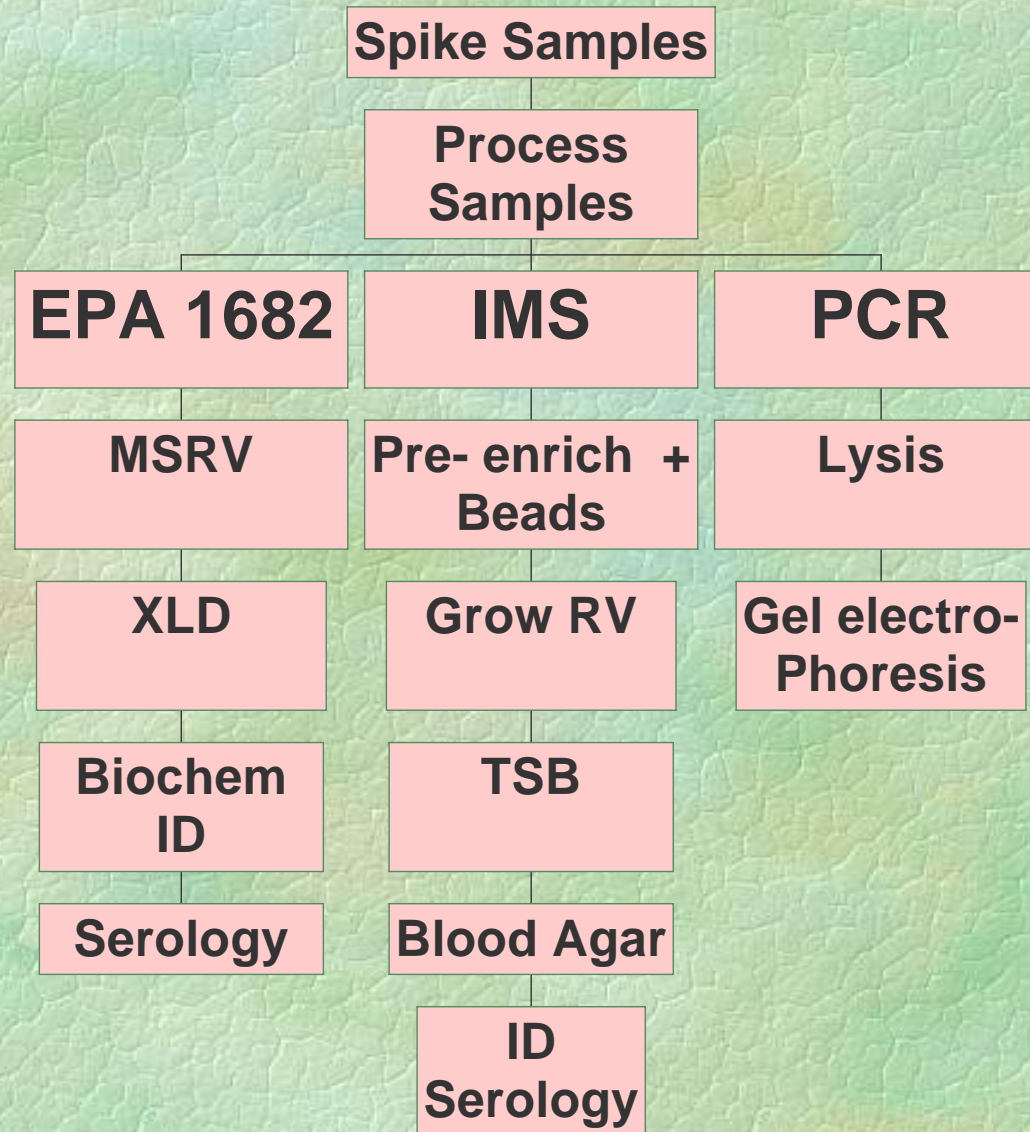 Spike Samples
Process
Samples
EPA 1682
IMS
PCR
MSRV
Pre- enrich +
Beads
Lysis
XLD
Grow RV
Gel electro-
Phoresis
Biochem
ID
TSB
Serology
Blood Agar
ID
Serology